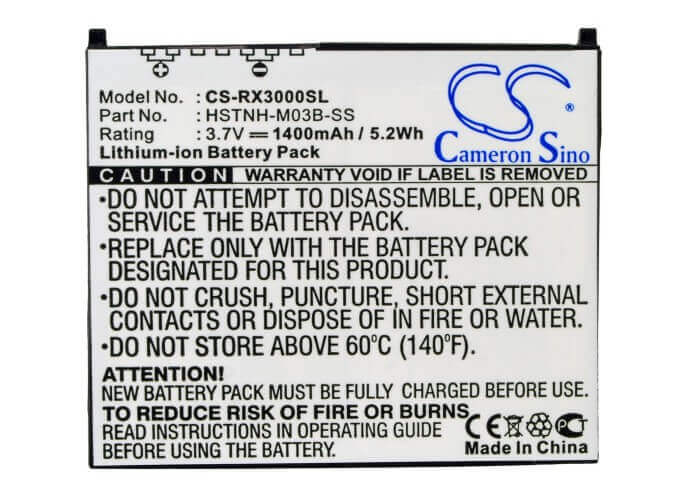 + −
Model No. : CS-RX3000SL
Part No. : HSTNH-M03B-SS
Rating : 3.7V 1400mAh / 5.2Wh
Lithium-ion Battery Pack
CS
Cameron Sino
CAUTION WARRANTY VOID IF LABEL IS REMOVED
•DO NOT ATTEMPT TO DISASSEMBLE, OPEN OR SERVICE THE BATTERY PACK.
•REPLACE ONLY WITH THE BATTERY PACK DESIGNATION FOR THIS PRODUCT.
•DO NOT CRUSH, PUNCTURE, SHORT EXTERNAL CONTACTS OR DISPOSE OF IN FIRE OR WATER.
•DO NOT STORE ABOVE 60°C (140°F).
ATTENTION!
NEW BATTERY PACK MUST BE FULLY CHARGED BEFORE USE
TO REDUCE RISK OF FIRE OR BURNS
READ INSTRUCTIONS IN OPERATING GUIDE
BEFORE USING THIS BATTERY PACK.
CE
Made in China